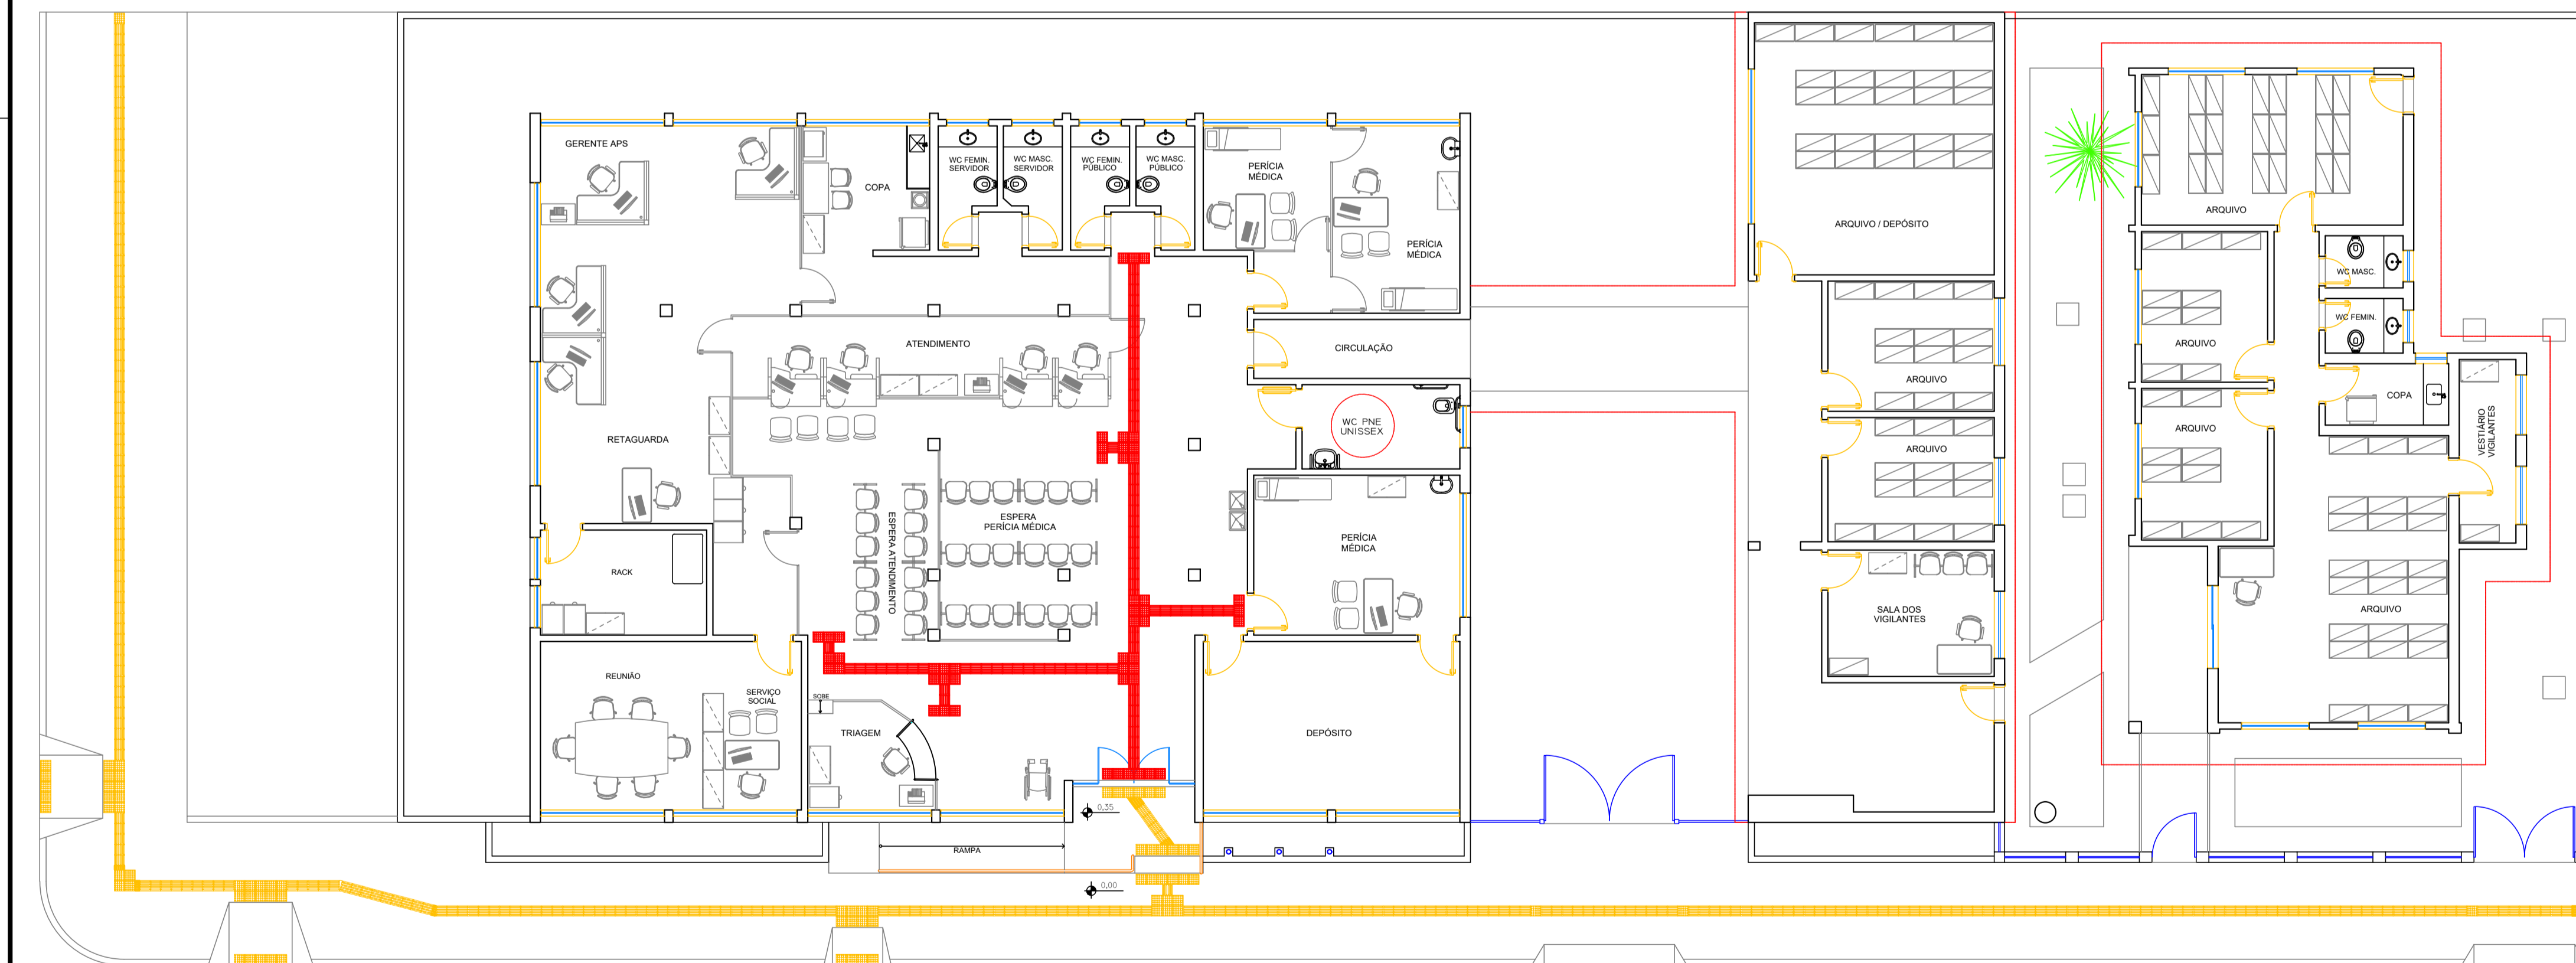 GERENTE APS
COPA
WC FEMIN.
SERVIDOR
WC MASC.
SERVIDOR
WC FEMIN.
PÚBLICO
WC MASC.
PÚBLICO
PERÍCIA
MÉDICA
PERÍCIA
MÉDICA
ATENDIMENTO
CIRCULAÇÃO
RETAGUARDA
WC PNE
UNISSEX
ESPERA ATENDIMENTO
ESPERA
PERÍCIA MÉDICA
PERÍCIA
MÉDICA
RACK
REUNIÃO
SERVIÇO
SOCIAL
SOBE
TRIAGEM
DEPÓSITO
0,35
RAMPA
0,00
ARQUIVO / DEPÓSITO
ARQUIVO
ARQUIVO
SALA DOS
VIGILANTES
ARQUIVO
WC MASC.
WC FEMIN.
ARQUIVO
COPA
VESTIÁRIO
VIGILANTES
ARQUIVO
ARQUIVO